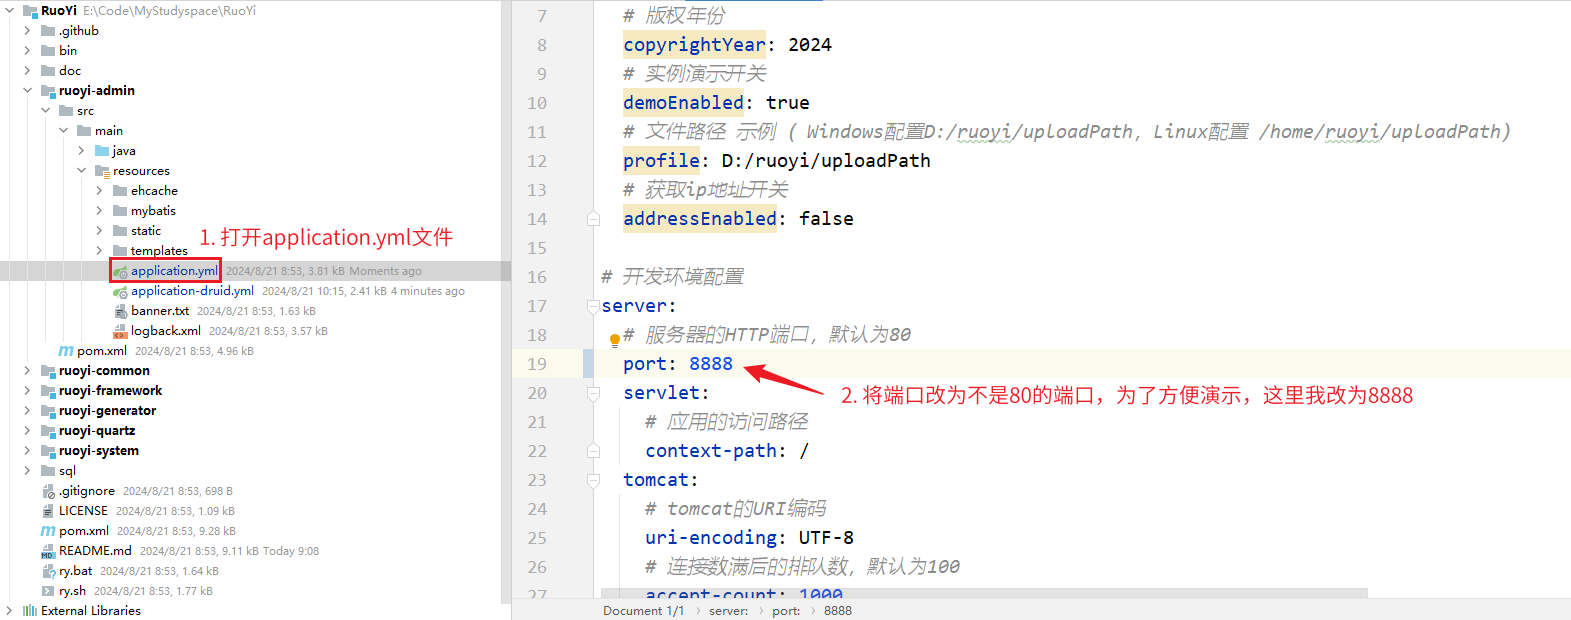 RuoYi E:\Code\MyStudyspace\RuoYi
.github
bin
doc
ruoyi-admin
src
main
java
resources
ehcache
mybatis
static
1. 打开application.yml文件
templates
application.yml 2024/8/21 8:53, 3.81 kB Moments ago
application-druid.yml 2024/8/21 10:15, 2.41 kB 4 minutes ago
banner.txt 2024/8/21 8:53, 1.63 kB
logback.xml 2024/8/21 8:53, 3.57 kB
pom.xml 2024/8/21 8:53, 4.96 kB
ruoyi-common
ruoyi-framework
ruoyi-generator
ruoyi-quartz
ruoyi-system
sql
.gitignore 2024/8/21 8:53, 698 B
LICENSE 2024/8/21 8:53, 1.09 kB
pom.xml 2024/8/21 8:53, 9.28 kB
README.md 2024/8/21 8:53, 9.11 kB Today 9:08
ry.bat 2024/8/21 8:53, 1.64 kB
ry.sh 2024/8/21 8:53, 1.77 kB
External Libraries
7 # 版权年份
8 copyrightYear: 2024
9 # 实例演示开关
10 demoEnabled: true
11 # 文件路径 示例 ( Windows配置D:/ruoyi/uploadPath, Linux配置 /home/ruoyi/uploadPath)
12 profile: D:/ruoyi/uploadPath
13 # 获取ip地址开关
14 addressEnabled: false
15
16 # 开发环境配置
17 server:
18 # 服务器的HTTP端口, 默认为80
19 port: 8888
20 servlet:
2. 将端口改为不是80的端口，为了方便演示，这里我改为8888
21 # 应用的访问路径
22 context-path: /
23 tomcat:
24 # tomcat的URI编码
25 uri-encoding: UTF-8
26 # 连接数满后的排队数, 默认为100
27 accept-count: 1000
Document 1/1 › server: › port: › 8888